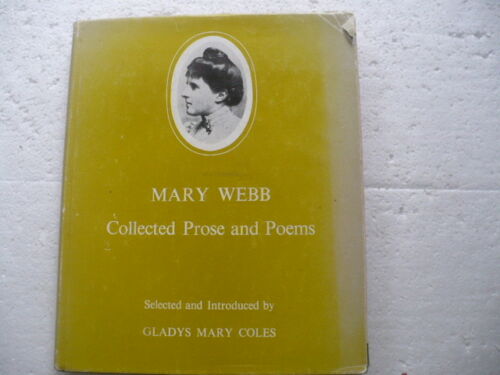 MARY WEBB
Collected Prose and Poems
Selected and Introduced by
GLADYS MARY COLES